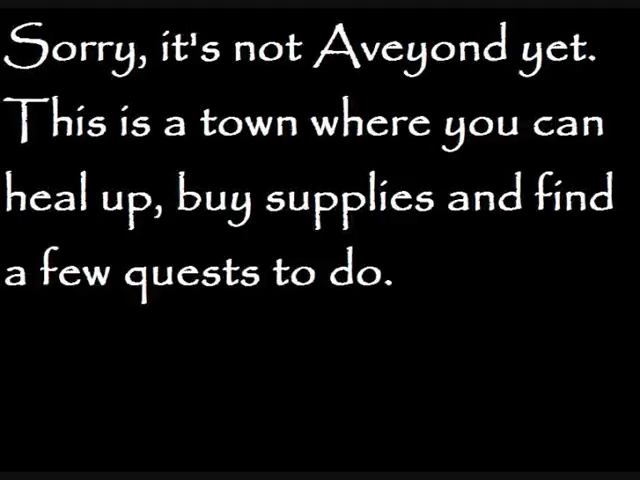 Sorry, it's not Aveyond yet.
This is a town where you can
heal up, buy supplies and find
a few quests to do.